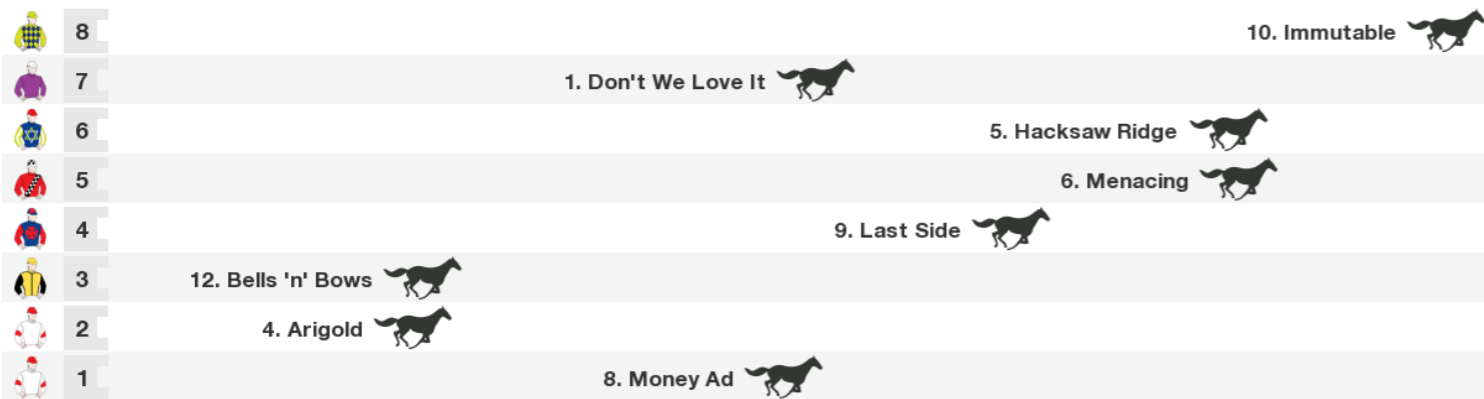 8 10. Immutable
7 1. Don't We Love It
6 5. Hacksaw Ridge
5 6. Menacing
4 9. Last Side
3 12. Bells 'n' Bows
2 4. Arigold
1 8. Money Ad